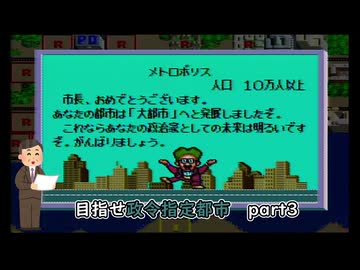 R
PD
R
メトロポリス
人口 10万人以上
市長、おめでとうございます。
あなたの都市は「大都市」へと発展しましたぞ。
これならあなたの政治家としての未来は明るいです
ぞ。がんばりましょう。
目指せ政令指定都市 part3